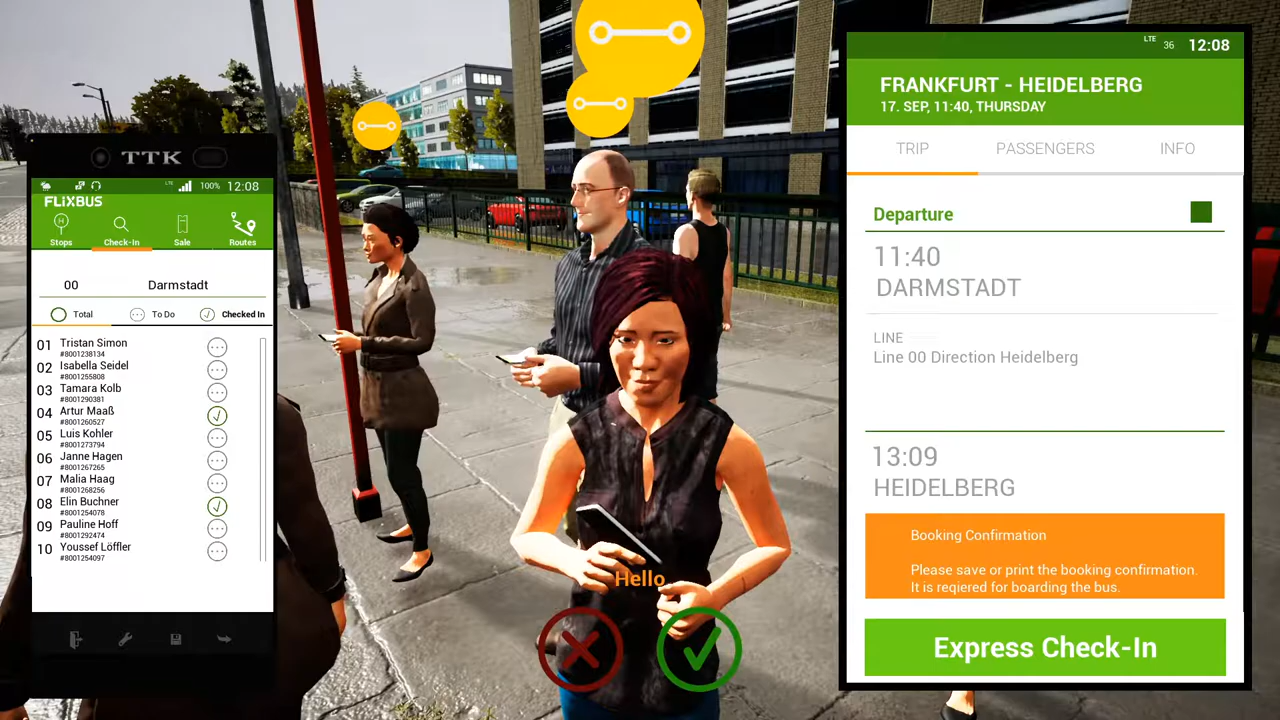 TTK
LTE 100% 12:08
FLiXBUS
H
Stops Check-In Sale Routes
00 Darmstadt
Total To Do Checked In
01 Tristan Simon
#8001238134
02 Isabella Seidel
#8001255808
03 Tamara Kolb
#8001290381
04 Artur Maaß
#8001260527
05 Luis Kohler
#8001273794
06 Janne Hagen
#8001267265
07 Malia Haag
#8001268256
08 Elin Buchner
#8001254078
09 Pauline Hoff
#8001292474
10 Youssef Löffler
#8001254097
Hello
LTE 36 12:08
FRANKFURT - HEIDELBERG
17. SEP, 11:40, THURSDAY
TRIP PASSENGERS INFO
Departure
11:40
DARMSTADT
LINE
Line 00 Direction Heidelberg
13:09
HEIDELBERG
Booking Confirmation
Please save or print the booking confirmation.
It is reqiered for boarding the bus.
Express Check-In